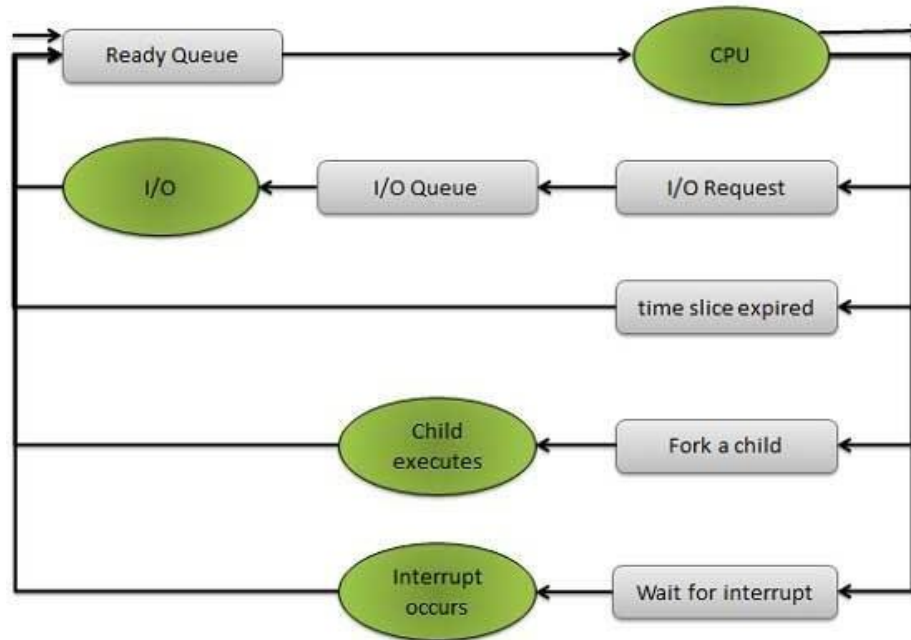 Ready Queue
CPU
I/O
I/O Queue
I/O Request
time slice expired
Child
executes
Fork a child
Interrupt
occurs
Wait for interrupt